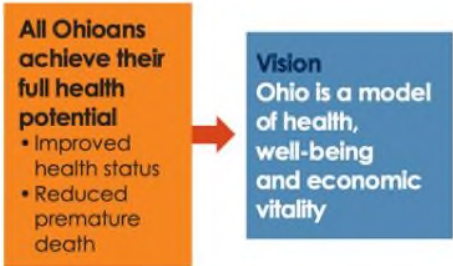 All Ohioans
achieve their
full health
potential
• Improved
health status
• Reduced
premature
death
Vision
Ohio is a model
of health,
well-being
and economic
vitality